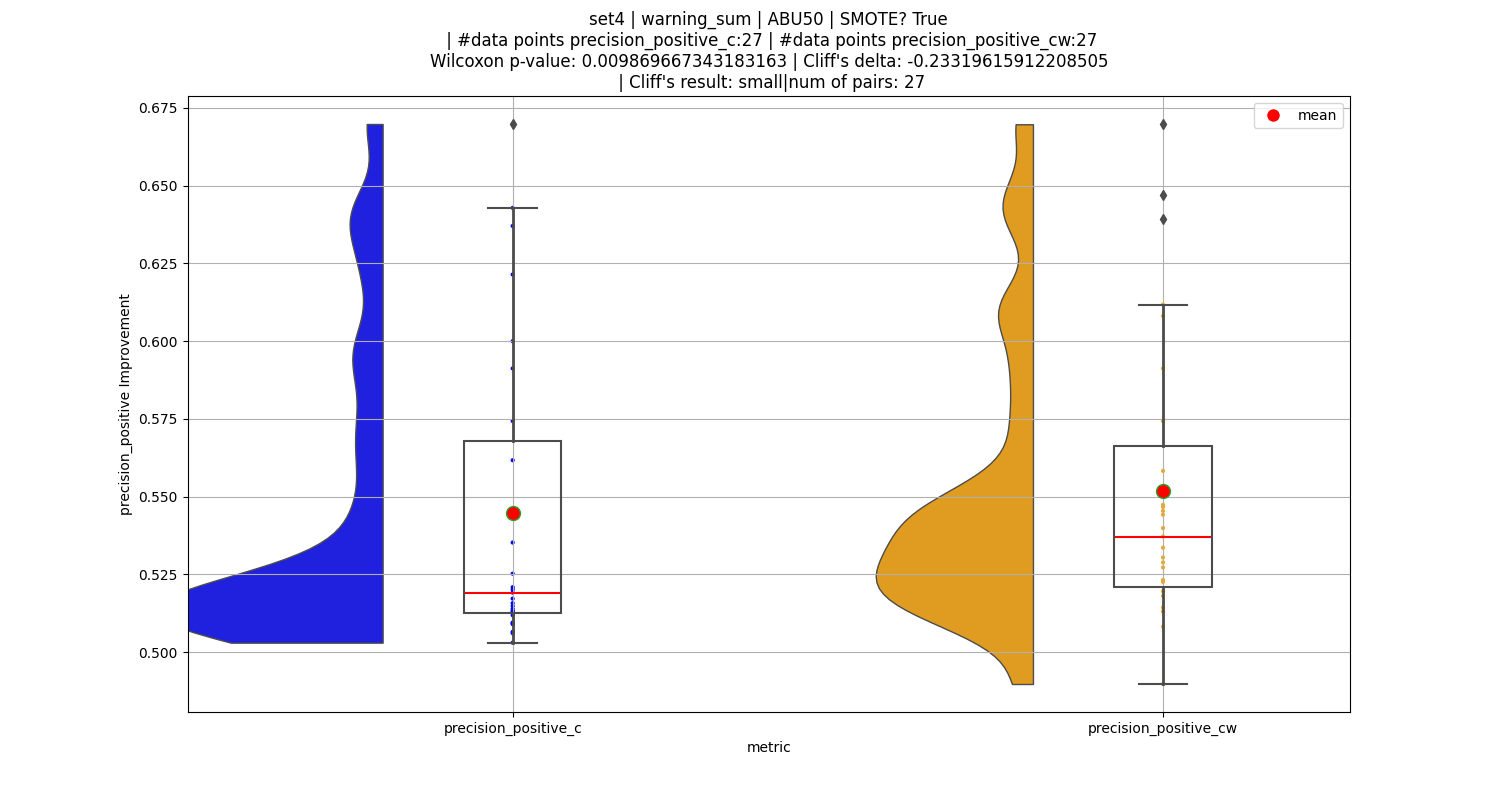 set4 | warning_sum | ABU50 | SMOTE? True
| #data points precision_positive_c:27 | #data points precision_positive_cw:27
Wilcoxon p-value: 0.009869667343183163 | Cliff's delta: -0.23319615912208505
| Cliff's result: small|num of pairs: 27
mean
0.675
0.650
0.625
0.600
0.575
0.550
0.525
0.500
precision_positive Improvement
precision_positive_c
precision_positive_cw
metric